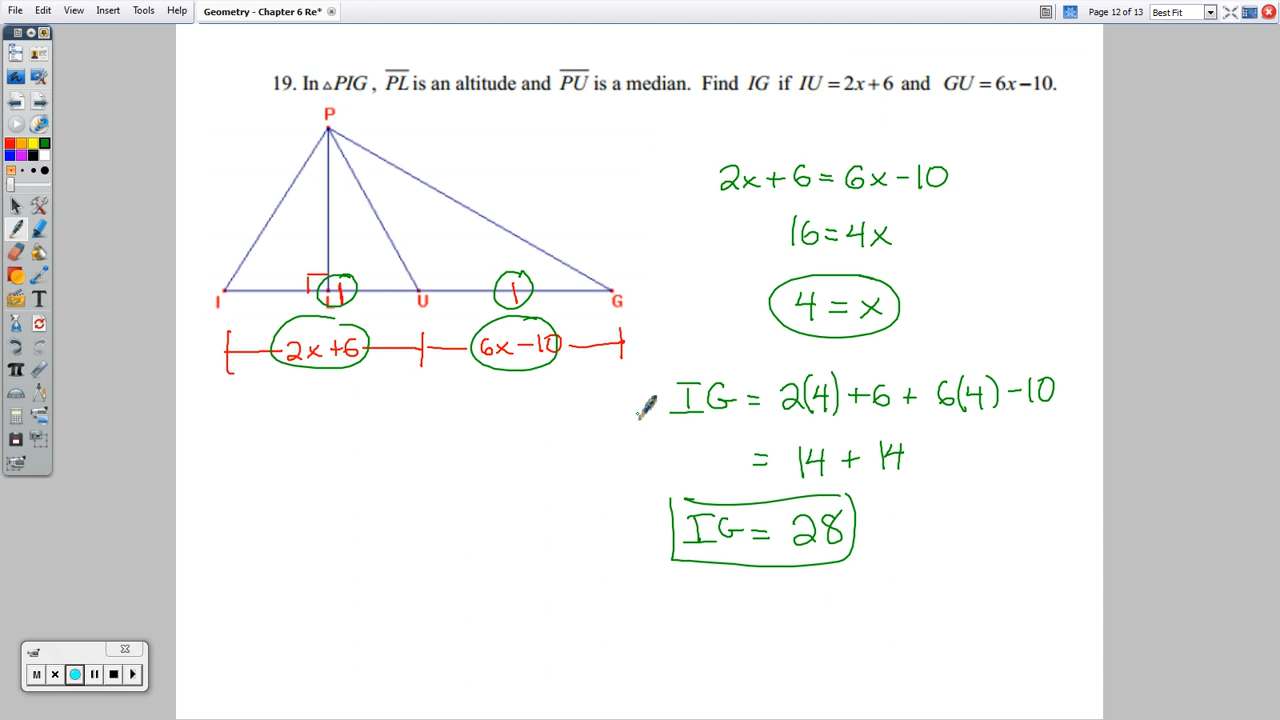 File Edit View Insert Format Tools Help
Geometry - Chapter 6 Re*
Page 12 of 13
Best Fit
19. In △PIG, PL is an altitude and PU is a median. Find IG if IU = 2x+6 and GU = 6x−10.
P
I
L
U
G
2x+6
6x−10
2x+6=6x−10
16=4x
4=x
IG = 2(4)+6 + 6(4)−10
= 14 + 14
IG = 28
M